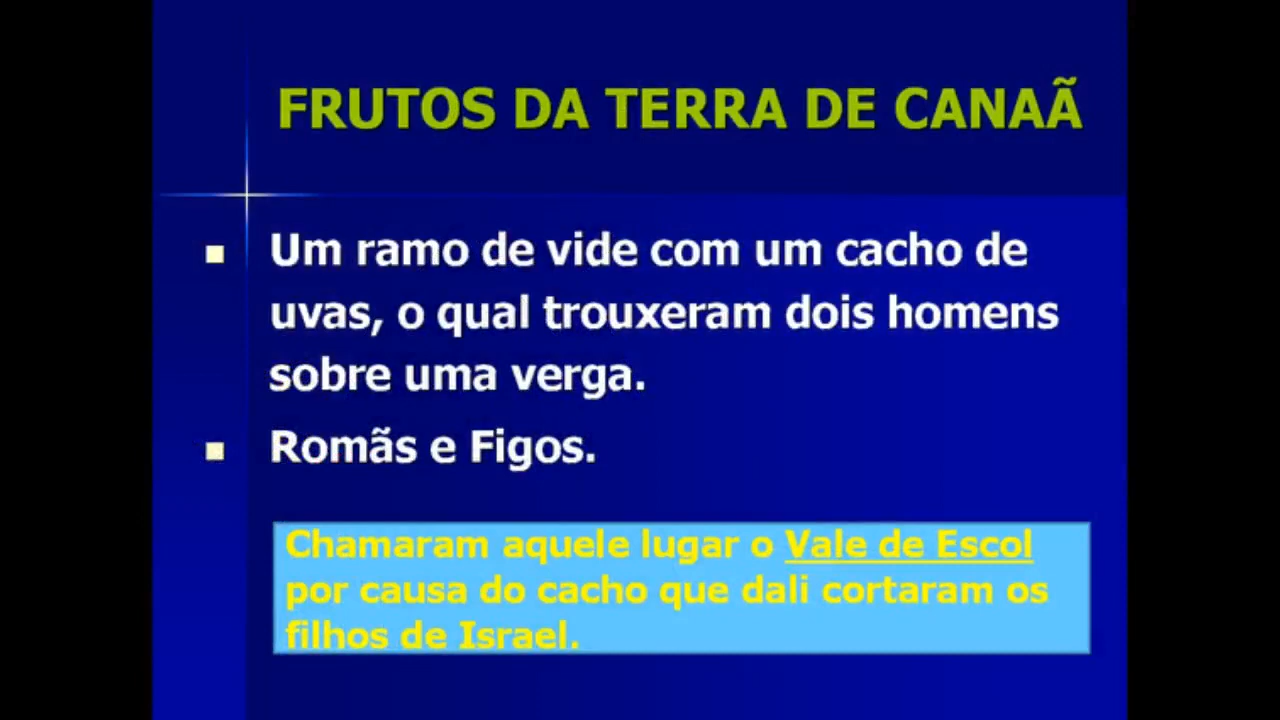 FRUTOS DA TERRA DE CANAÃ
Um ramo de vide com um cacho de
uvas, o qual trouxeram dois homens
sobre uma verga.
Romãs e Figos.
Chamaram aquele lugar o Vale de Escol
por causa do cacho que dali cortaram os
filhos de Israel.